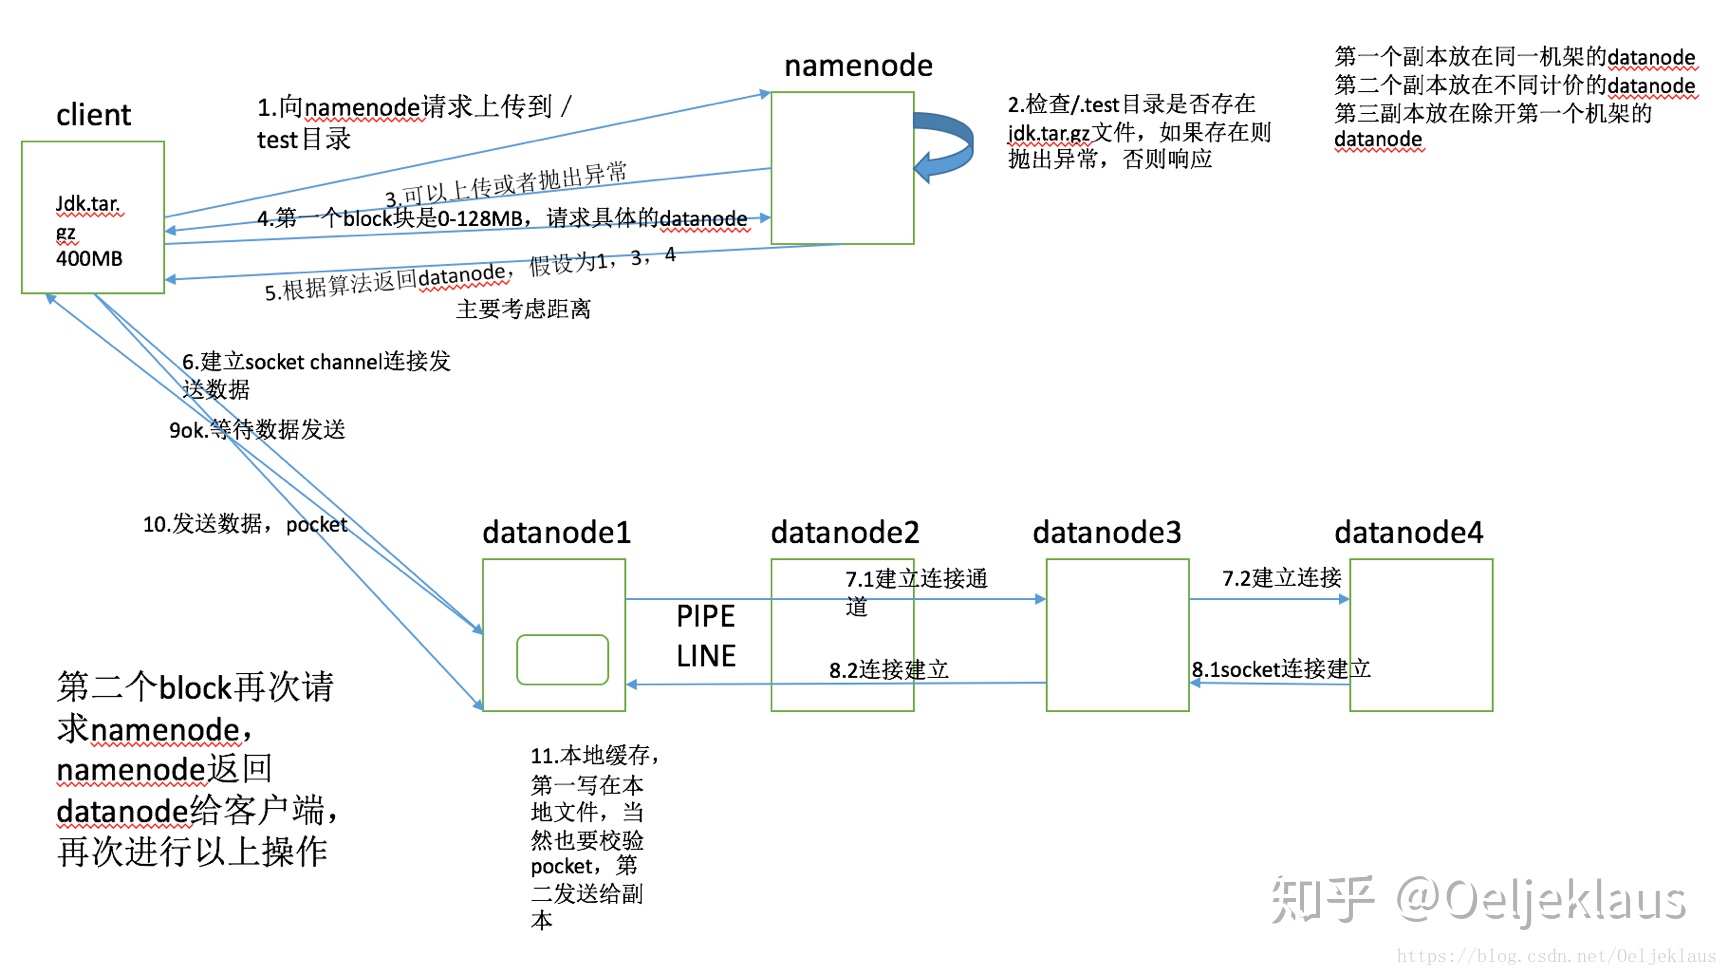 namenode
第一个副本放在同一机架的datanode
第二个副本放在不同计价的datanode
第三副本放在除开第一个机架的
datanode
client
1.向namenode请求上传到 /
test目录
2.检查/.test目录是否存在
jdk.tar.gz文件，如果存在则
抛出异常，否则响应
Jdk.tar.
gz
400MB
3.可以上传或者抛出异常
4.第一个block块是0-128MB，请求具体的datanode
5.根据算法返回datanode，假设为1，3，4
主要考虑距离
6.建立socket channel连接发
送数据
9ok.等待数据发送
10.发送数据，pocket
datanode1
datanode2
datanode3
datanode4
7.1建立连接通
道
7.2建立连接
PIPE
LINE
8.2连接建立
8.1socket连接建立
第二个block再次请
求namenode，
namenode返回
datanode给客户端，
再次进行以上操作
11.本地缓存，
第一写在本
地文件，当
然也要校验
pocket，第
二发送给副
本
知乎 @Oeljeklaus
https://blog.csdn.net/Oeljeklaus